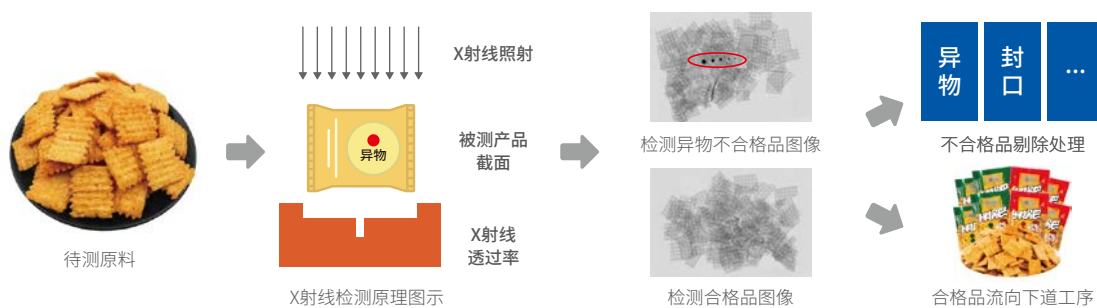 待测原料
X射线照射
异物
被测产品
截面
X射线
透过率
X射线检测原理图示
检测异物不合格品图像
检测合格品图像
异物
封口
...
不合格品剔除处理
合格品流向下道工序